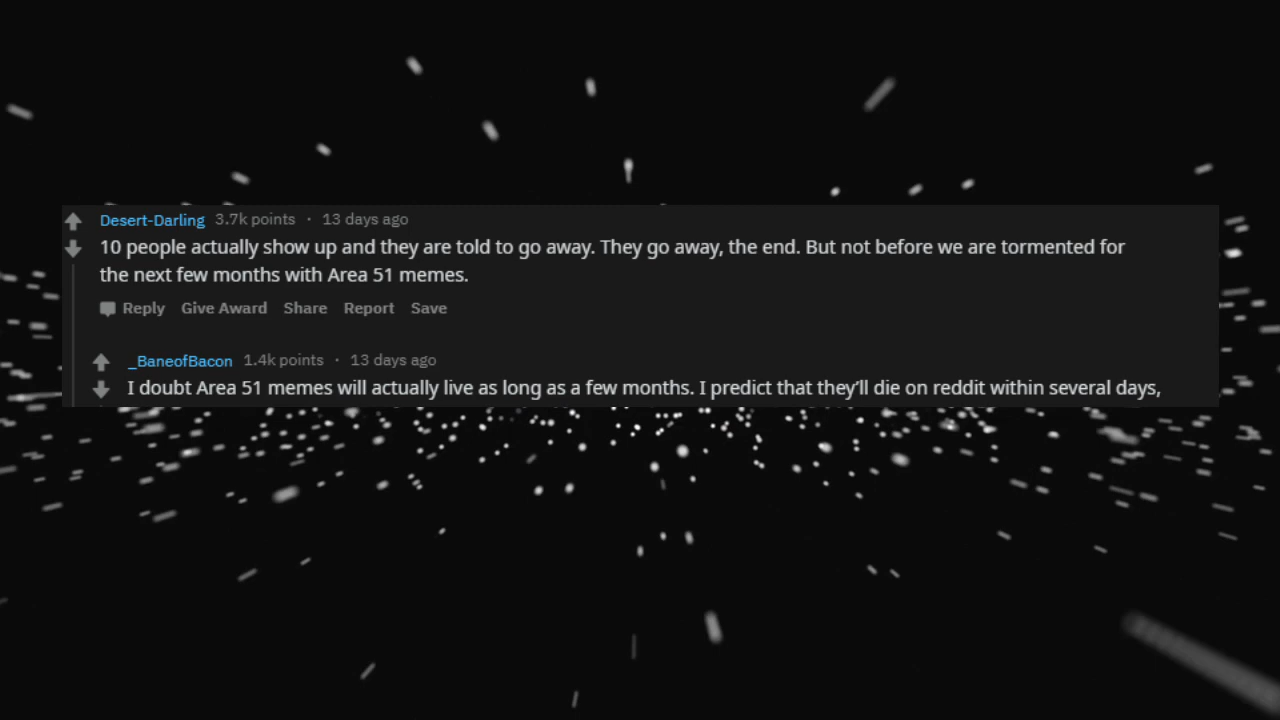 Desert-Darling 3.7k points · 13 days ago
10 people actually show up and they are told to go away. They go away, the end. But not before we are tormented for
the next few months with Area 51 memes.
Reply Give Award Share Report Save
_BaneofBacon 1.4k points · 13 days ago
I doubt Area 51 memes will actually live as long as a few months. I predict that they’ll die on reddit within several days,